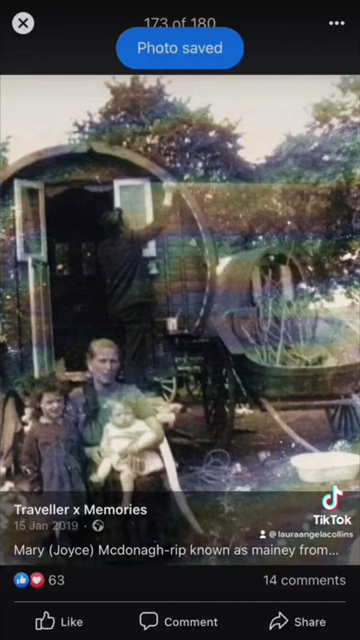 173 of 180
Photo saved
Traveller x Memories
15 Jan 2019
TikTok
@lauraangelacollins
Mary (Joyce) Mcdonagh-rip known as mainey from...
63
14 comments
Like
Comment
Share